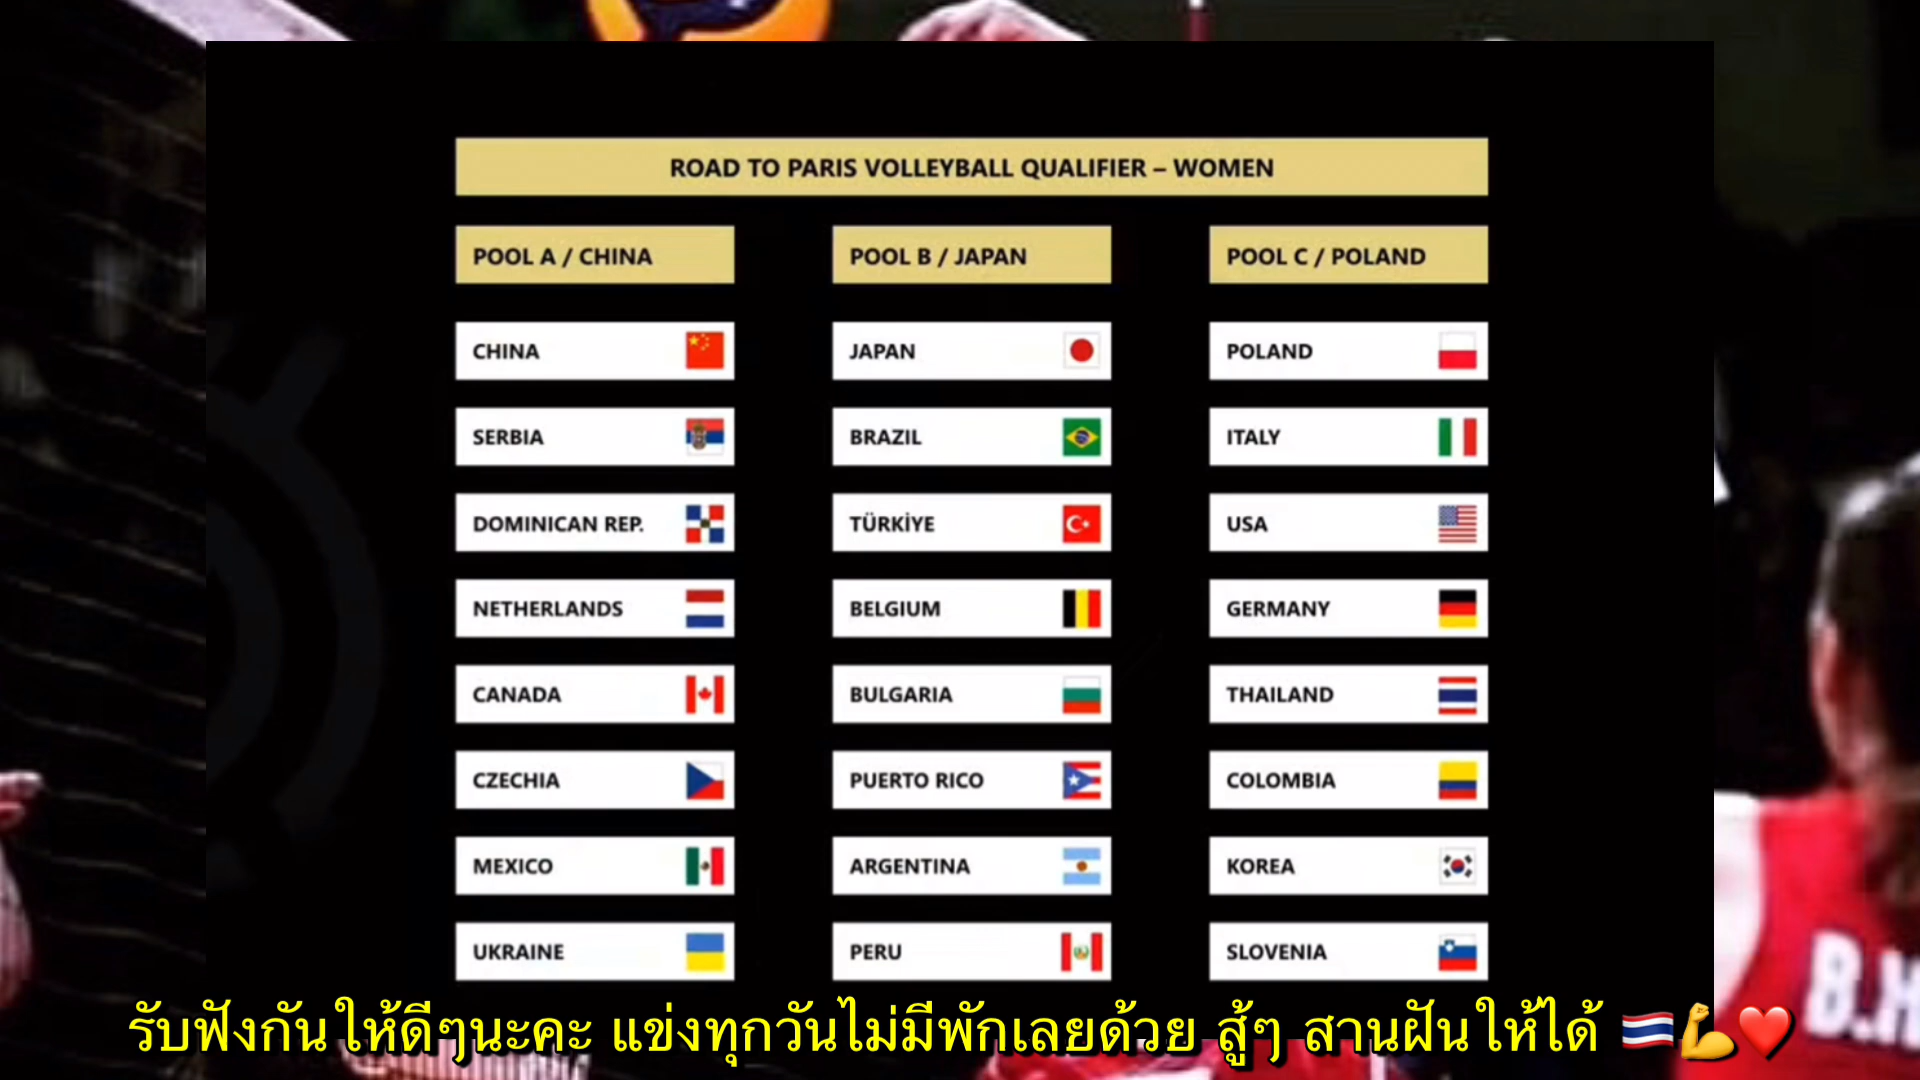 ROAD TO PARIS VOLLEYBALL QUALIFIER – WOMEN
POOL A / CHINA
CHINA
SERBIA
DOMINICAN REP.
NETHERLANDS
CANADA
CZECHIA
MEXICO
UKRAINE
POOL B / JAPAN
JAPAN
BRAZIL
TÜRKİYE
BELGIUM
BULGARIA
PUERTO RICO
ARGENTINA
PERU
POOL C / POLAND
POLAND
ITALY
USA
GERMANY
THAILAND
COLOMBIA
KOREA
SLOVENIA
รับฟังกันให้ดีๆนะคะ แข่งทุกวันไม่มีพักเลยด้วย สู้ๆ สานฝันให้ได้ 🇹🇭💪❤️